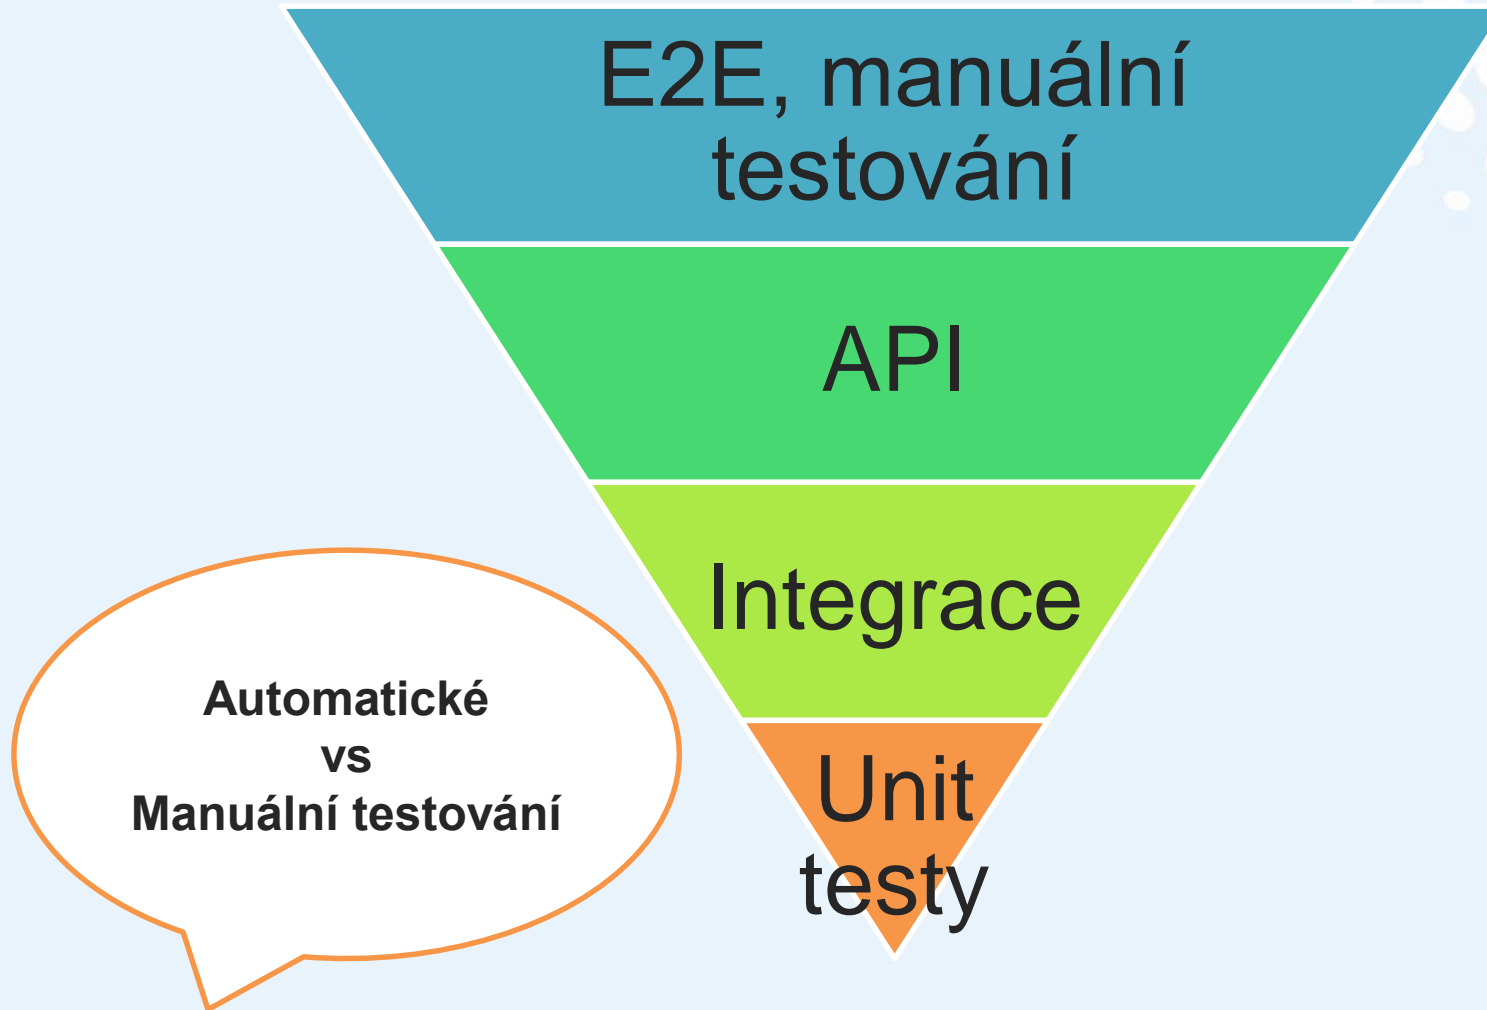 E2E, manuální
testování
API
Integrace
Unit
testy
Automatické
vs
Manuální testování